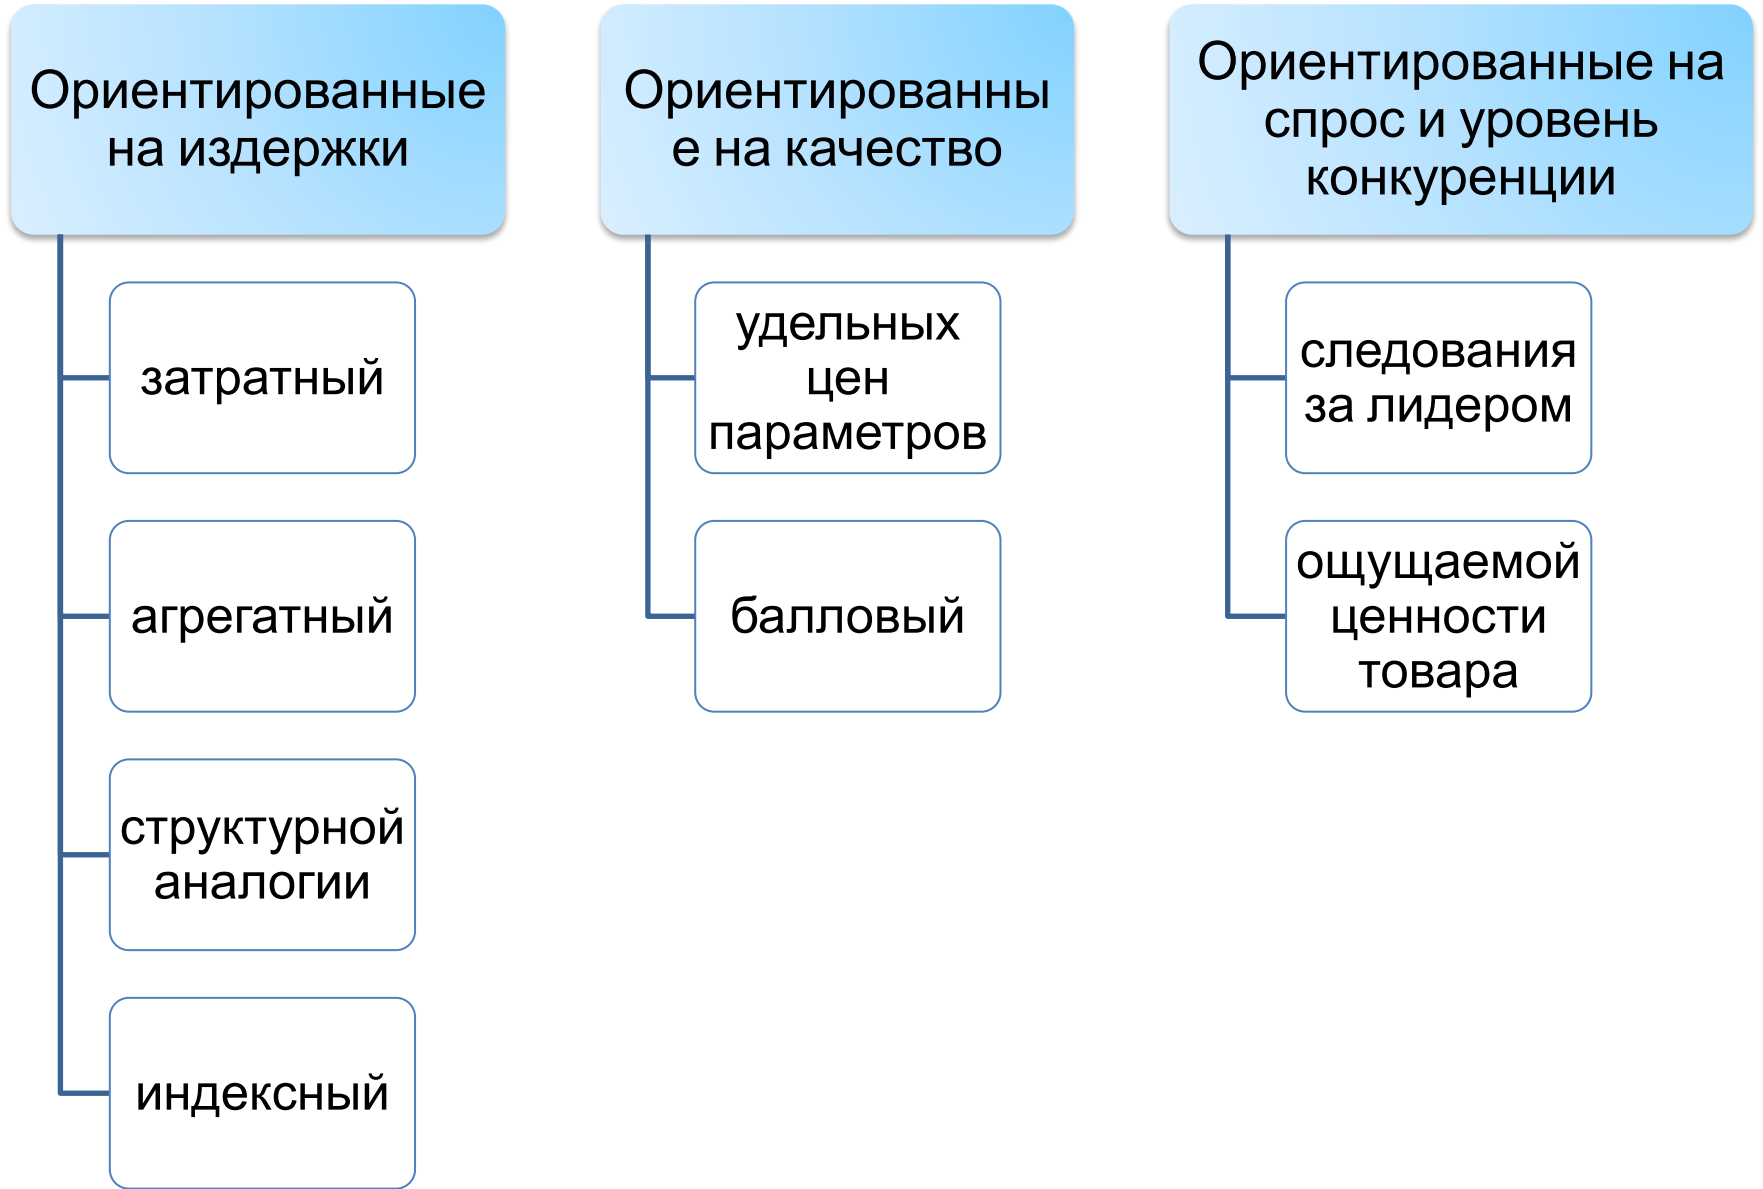 Ориентированные
на издержки
затратный
агрегатный
структурной
аналогии
индексный
Ориентированны
е на качество
удельных
цен
параметров
балловый
Ориентированные на
спрос и уровень
конкуренции
следования
за лидером
ощущаемой
ценности
товара